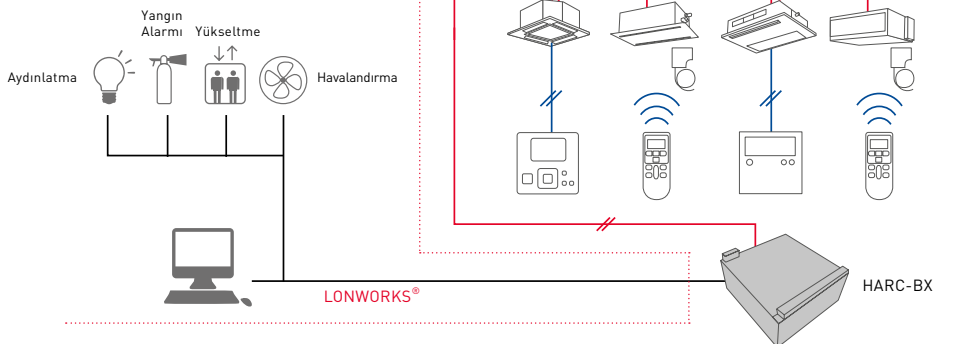 Yangın
Alarmı
Yükseltme
Aydınlatma
Havalandırma
LONWORKS®
HARC-BX